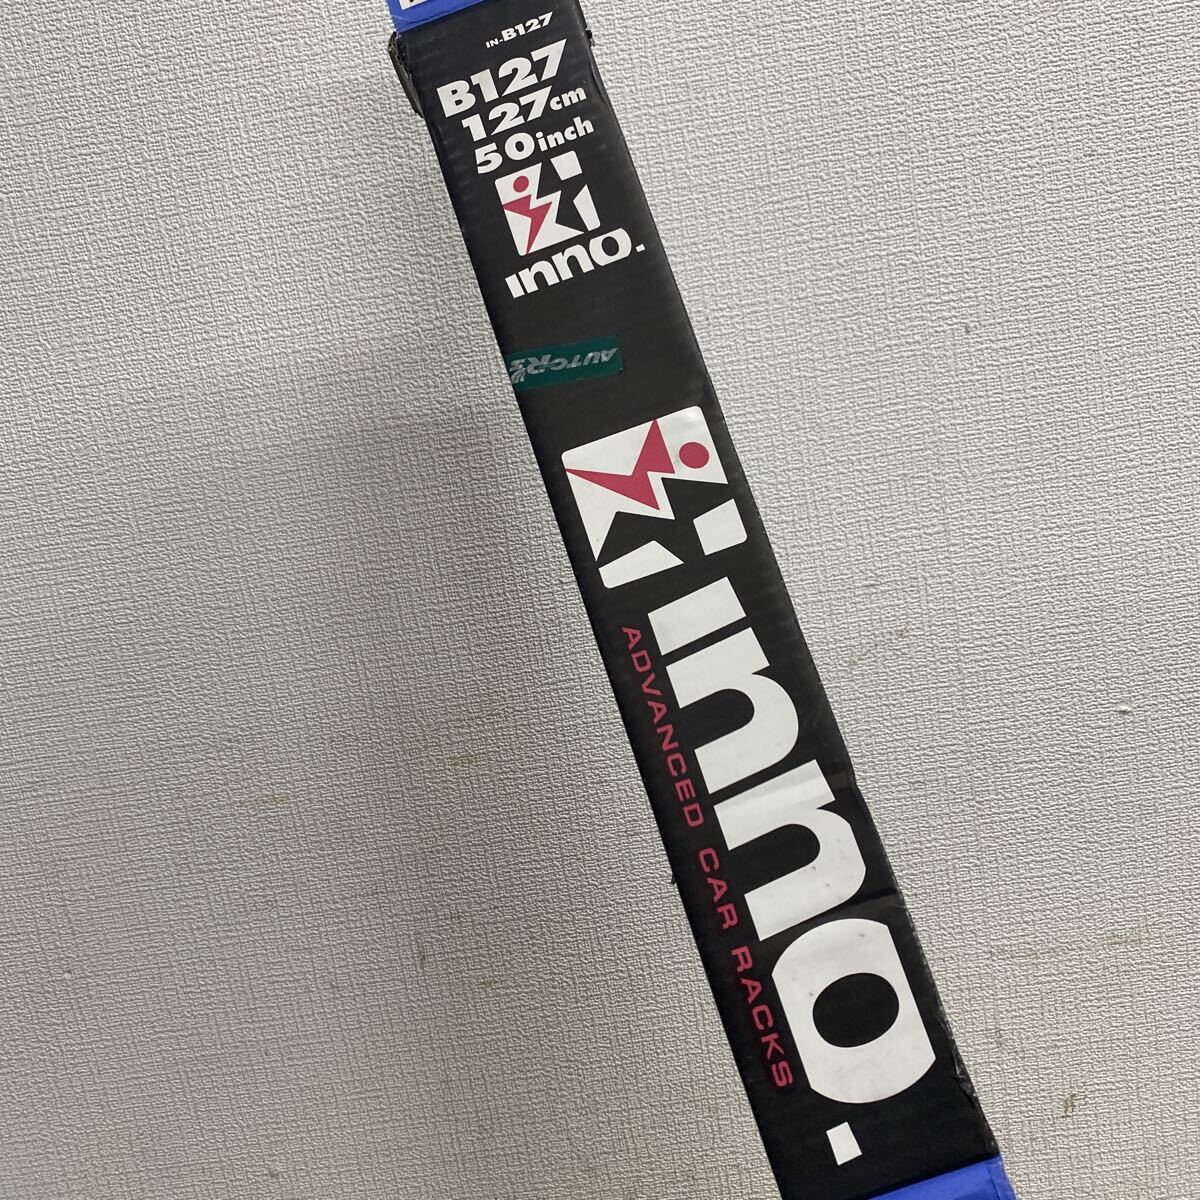 IN-B127
B127
127cm
50inch
inno.
AUTOR's
inno.
ADVANCED CAR RACKS